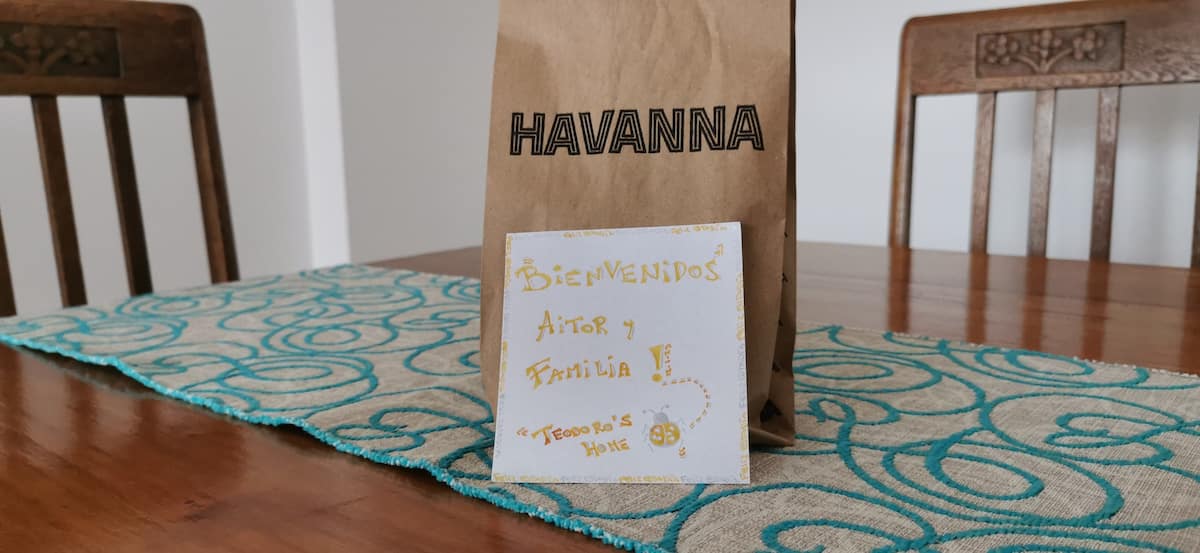 HAVANNA
"BiENVENiDOS"
AiTOR y
FAMiLiA !
"TEODORO'S
HOME